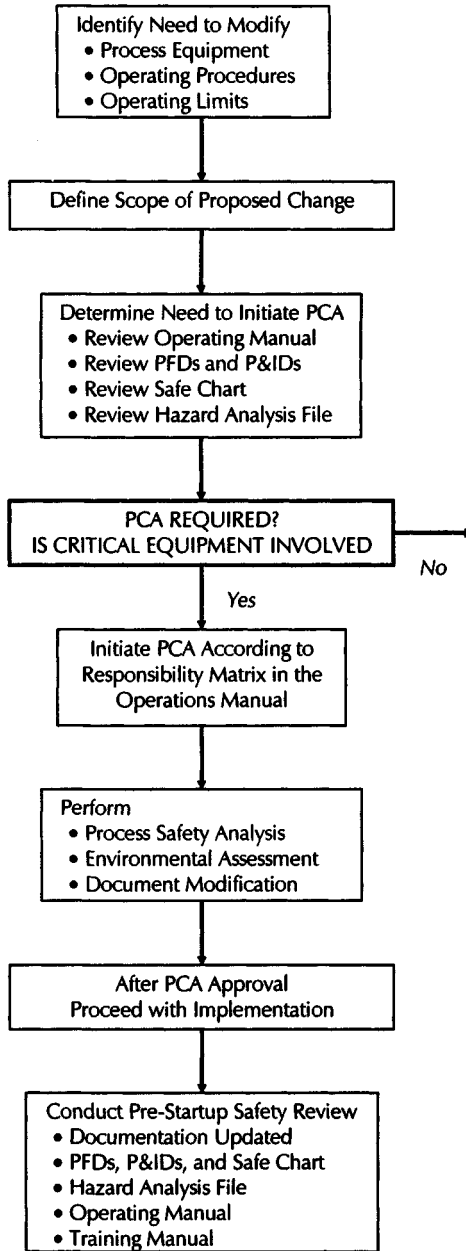 Identify Need to Modify
• Process Equipment
• Operating Procedures
• Operating Limits
Define Scope of Proposed Change
Determine Need to Initiate PCA
• Review Operating Manual
• Review PFDs and P&IDs
• Review Safe Chart
• Review Hazard Analysis File
PCA REQUIRED?
IS CRITICAL EQUIPMENT INVOLVED
No
Yes
Initiate PCA According to
Responsibility Matrix in the
Operations Manual
Perform
• Process Safety Analysis
• Environmental Assessment
• Document Modification
After PCA Approval
Proceed with Implementation
Conduct Pre-Startup Safety Review
• Documentation Updated
• PFDs, P&IDs, and Safe Chart
• Hazard Analysis File
• Operating Manual
• Training Manual